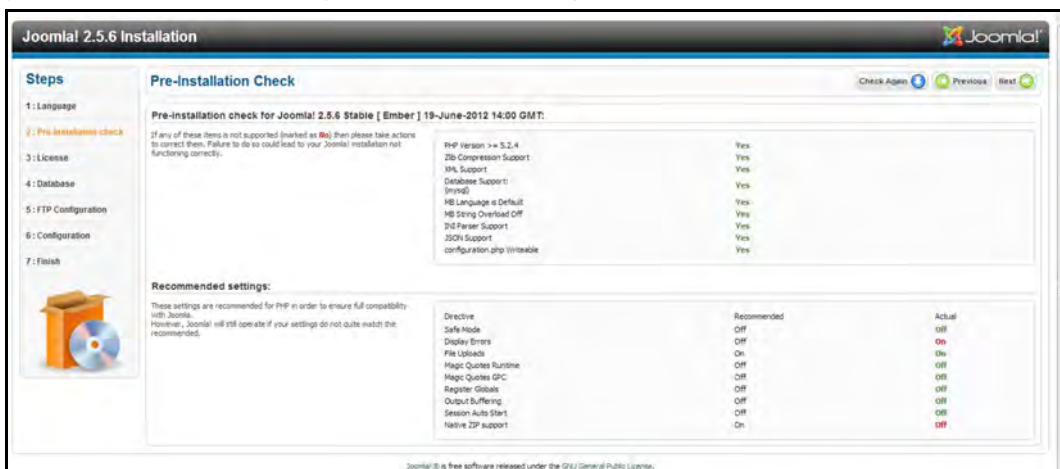 Joomla! 2.5.6 Installation
Joomla!
Steps
1 : Language
2 : Pre-Installation check
3 : License
4 : Database
5 : FTP Configuration
6 : Configuration
7 : Finish
Pre-Installation Check
Check Again Previous Next
Pre-installation check for Joomla! 2.5.6 Stable [ Ember ] 19-June-2012 14:00 GMT:
If any of these items is not supported (marked as No) then please take actions
to correct them. Failure to do so could lead to your Joomla! installation not
functioning correctly.
PHP Version >= 5.2.4 Yes
Zlib Compression Support Yes
XML Support Yes
Database Support:
(mysql) Yes
MB Language is Default Yes
MB String Overload Off Yes
INI Parser Support Yes
JSON Support Yes
configuration.php Writeable Yes
Recommended settings:
These settings are recommended for PHP in order to ensure full compatibility
with Joomla.
However, Joomla! will still operate if your settings do not quite match the
recommended.
Directive Recommended Actual
Safe Mode Off Off
Display Errors Off On
File Uploads On On
Magic Quotes Runtime Off Off
Magic Quotes GPC Off Off
Register Globals Off Off
Output Buffering Off Off
Session Auto Start Off Off
Native ZIP support On Off
Joomla! ® is free software released under the GNU General Public License.